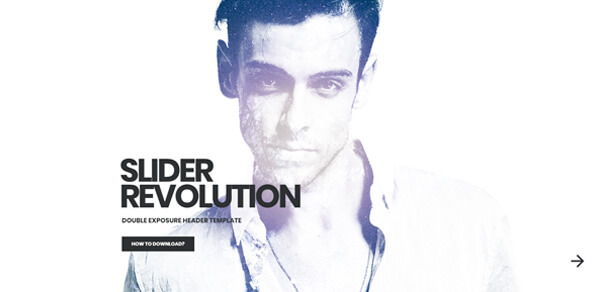 SLIDER
REVOLUTION
DOUBLE EXPOSURE HEADER TEMPLATE
HOW TO DOWNLOAD?